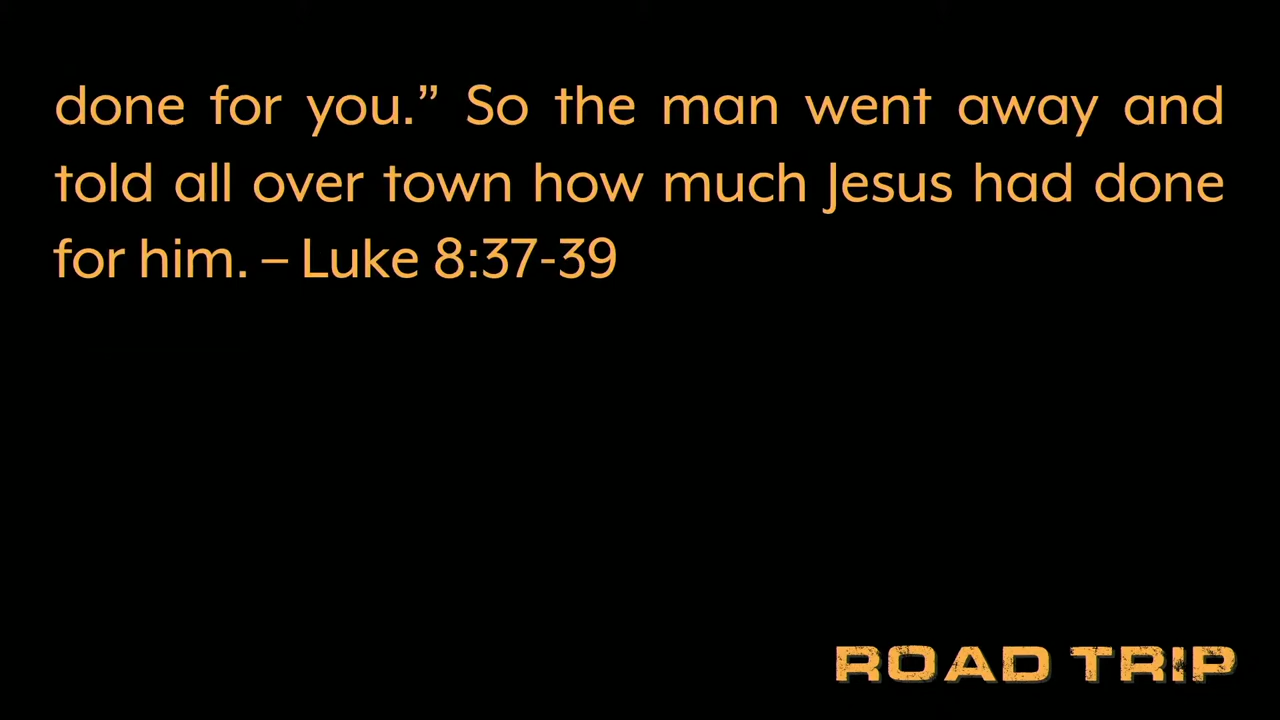 done for you.” So the man went away and
told all over town how much Jesus had done
for him. – Luke 8:37-39
ROAD TRIP